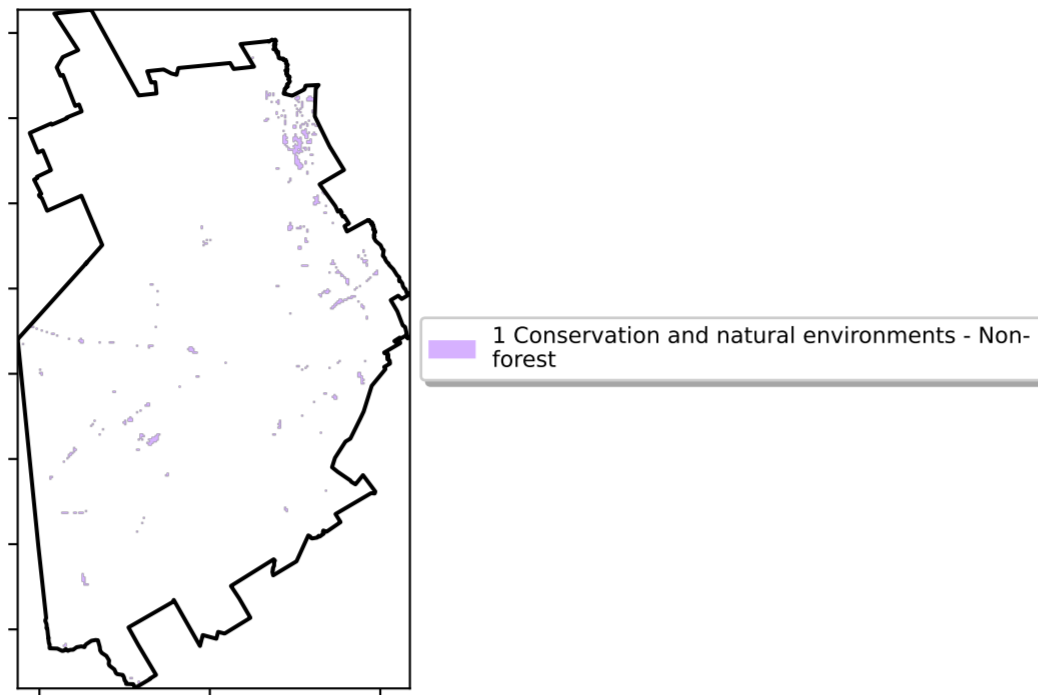 1 Conservation and natural environments - Non-
forest